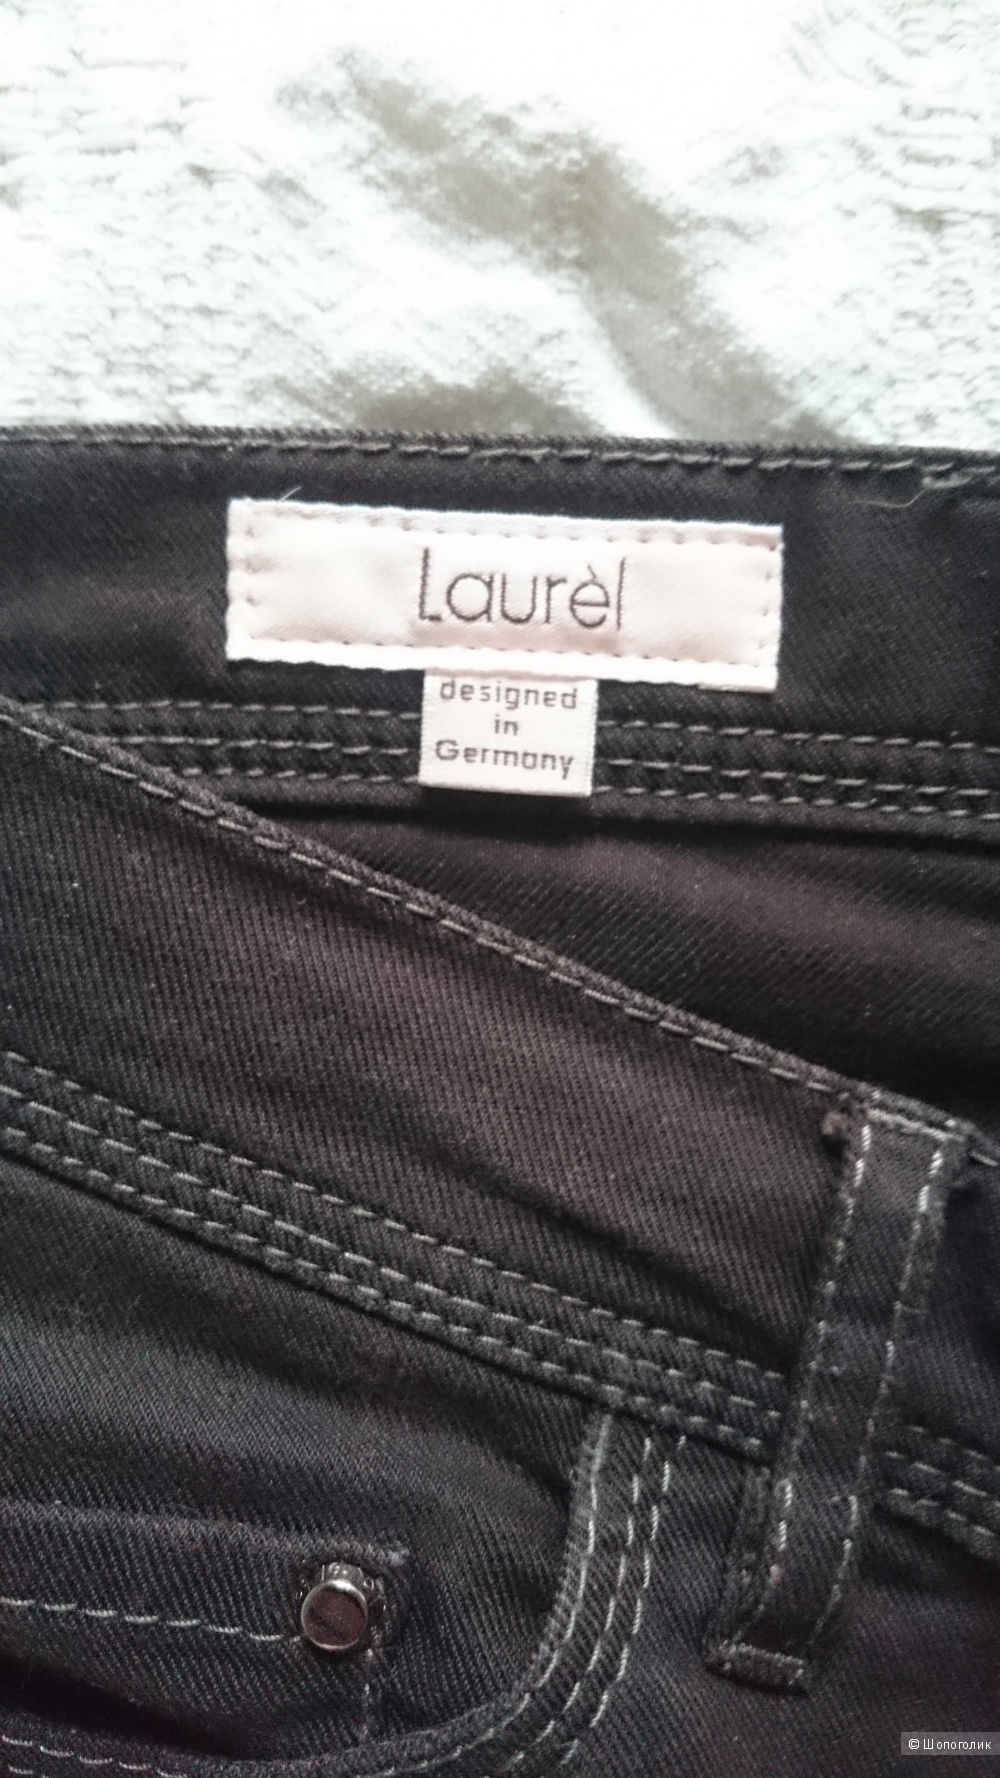 Laurèl
designed
in
Germany
© Шопоголик